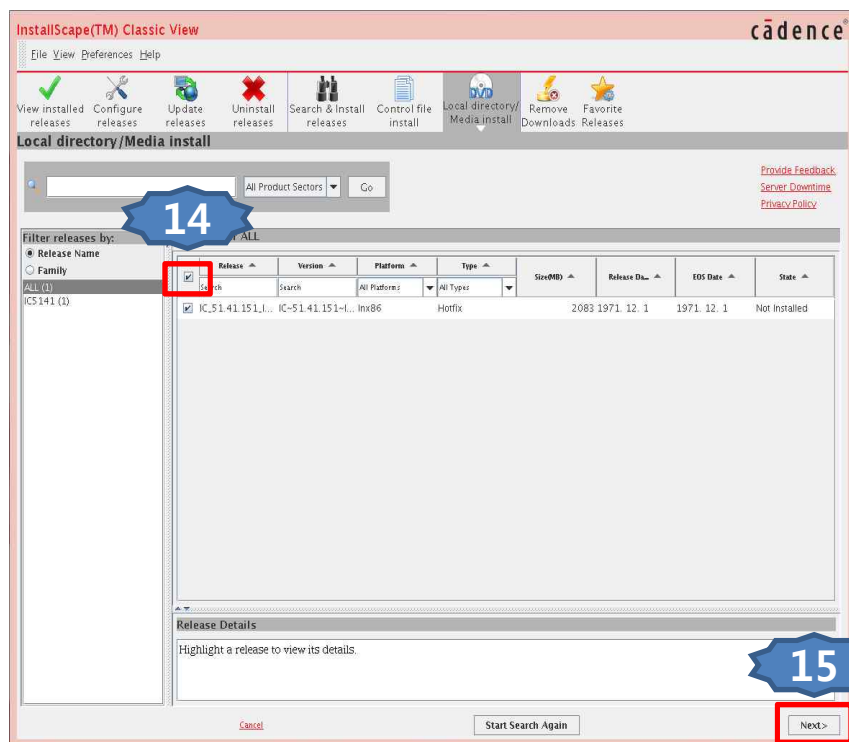 InstallScape(TM) Classic View
cādence®
File View Preferences Help
View installed releases
Configure releases
Update releases
Uninstall releases
Search & Install releases
Control file install
DVD
Local directory/ Media install
Remove Downloads
Favorite Releases
Local directory/Media install
All Product Sectors
Go
Provide Feedback
Server Downtime
Privacy Policy
14
Filter releases by:
ALL
Release Name
Family
ALL (1)
IC5141 (1)
Release Version Platform Type Size(MB) Release Da... EOS Date State
Search Search All Platforms All Types
IC_51.41.151_l... IC~51.41.151~l... lnx86 Hotfix 2083 1971. 12. 1 1971. 12. 1 Not Installed
Release Details
Highlight a release to view its details.
15
Cancel
Start Search Again
Next>